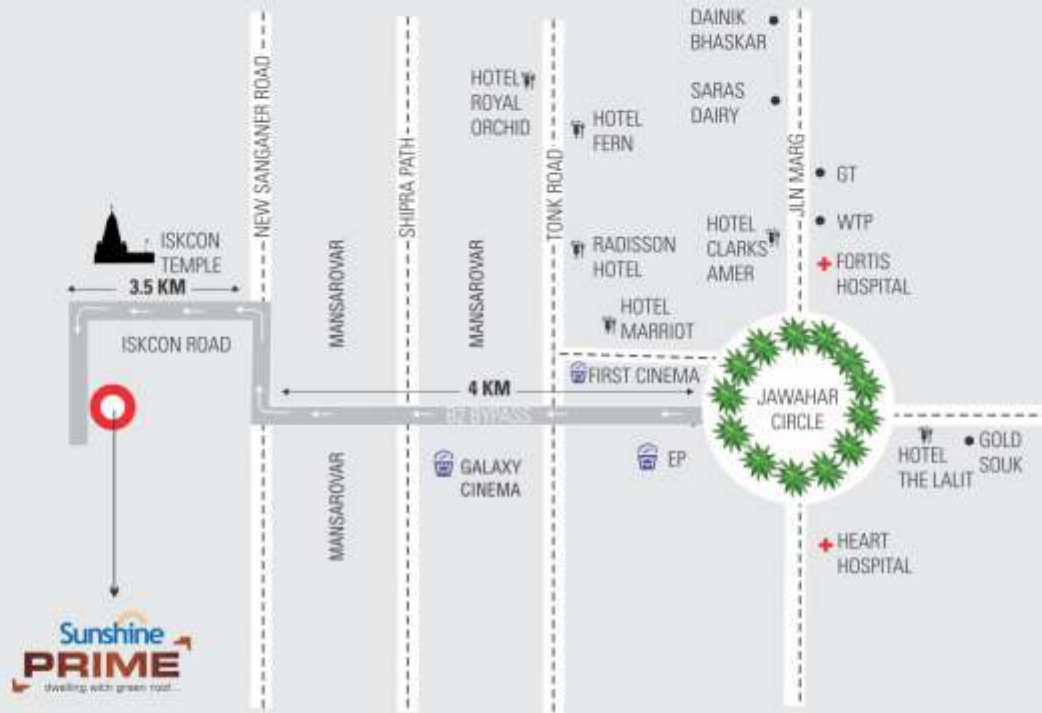 DAINIK
BHASKAR
SARAS
DAIRY
HOTEL
ROYAL
ORCHID
HOTEL
FERN
NEW SANGANER ROAD
SHIPRA PATH
TONK ROAD
JLN MARG
GT
WTP
FORTIS
HOSPITAL
HOTEL
CLARKS
AMER
RADISSON
HOTEL
HOTEL
MARRIOT
ISKCON
TEMPLE
3.5 KM
ISKCON ROAD
MANSAROVAR
MANSAROVAR
FIRST CINEMA
4 KM
B2 BYPASS
JAWAHAR
CIRCLE
GALAXY
CINEMA
EP
HOTEL
THE LALIT
GOLD
SOUK
MANSAROVAR
HEART
HOSPITAL
Sunshine
PRIME
dwelling with green roof...